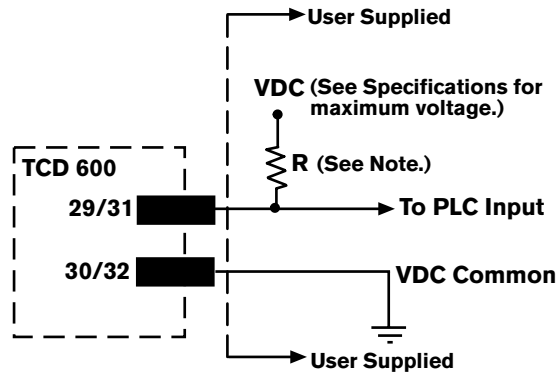 User Supplied
VDC (See Specifications for
maximum voltage.)
R (See Note.)
TCD 600
29/31
To PLC Input
30/32
VDC Common
User Supplied